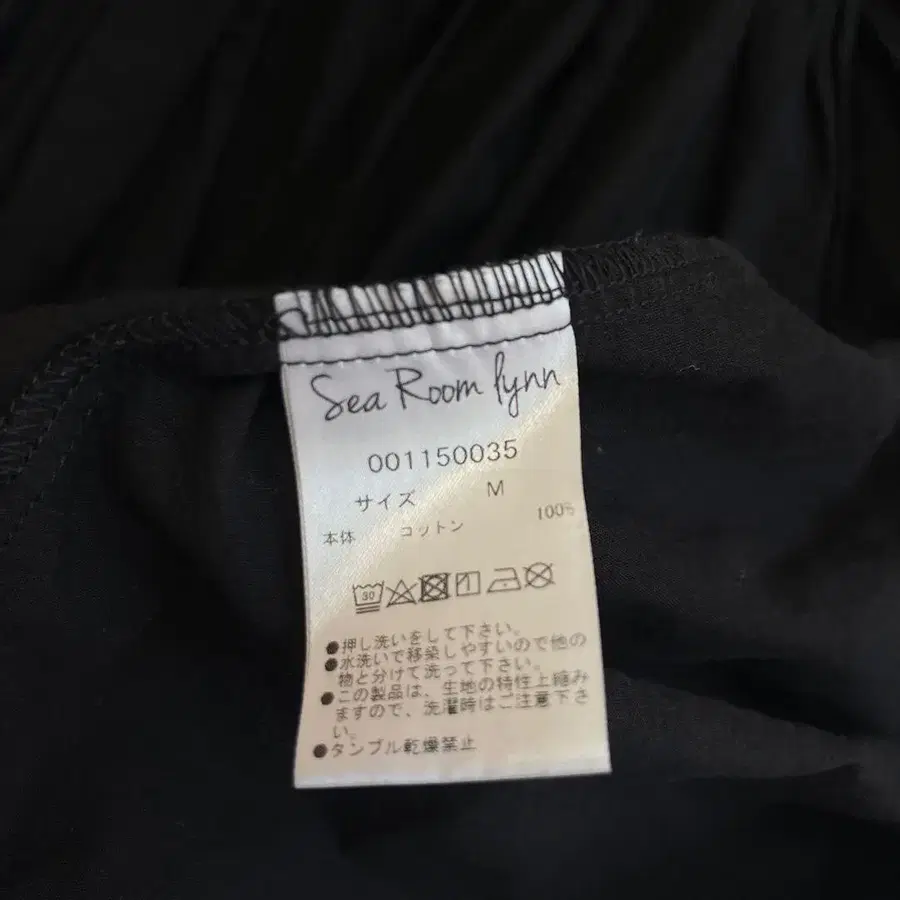 Sea Room lynn
001150035
サイズ M
本体 コットン 100%
30
●押し洗いをして下さい。
●水洗いで移染しやすいので他の
物と分けて洗って下さい。
●この製品は、生地の特性上縮み
ますので、洗濯時はご注意下さ
い。
●タンブル乾燥禁止